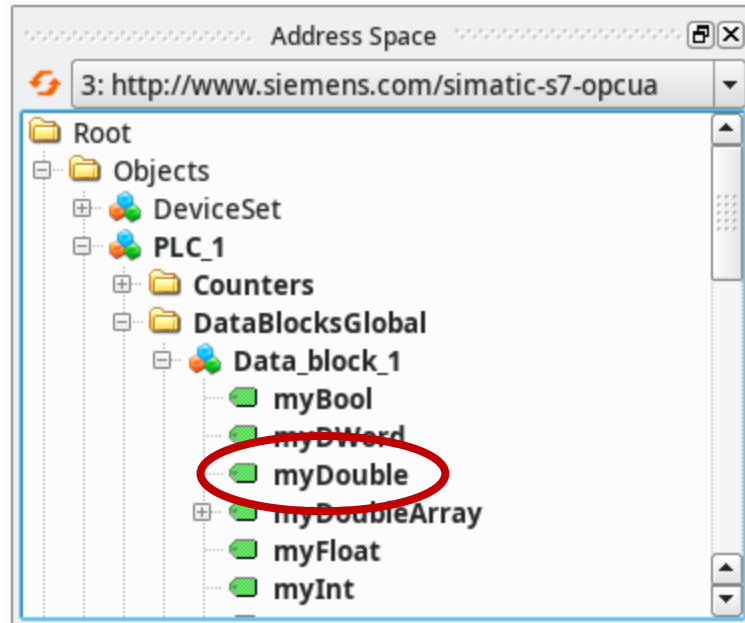 Address Space
3: http://www.siemens.com/simatic-s7-opcua
Root
Objects
DeviceSet
PLC_1
Counters
DataBlocksGlobal
Data_block_1
myBool
myDWord
myDouble
myDoubleArray
myFloat
myInt